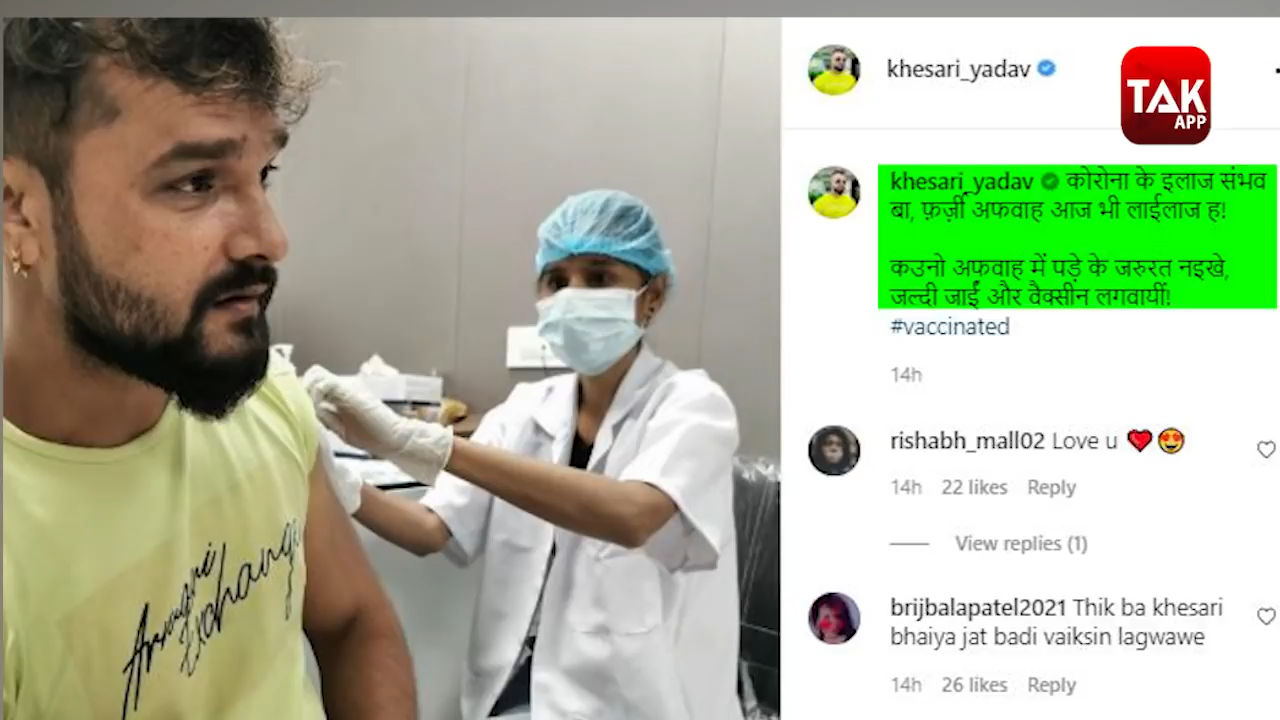 khesari_yadav
TAK
APP
khesari_yadav कोरोना के इलाज संभव
बा, फ़र्ज़ी अफवाह आज भी लाईलाज ह!
कउनो अफवाह में पड़े के जरुरत नइखे,
जल्दी जाईं और वैक्सीन लगवायीं!
#vaccinated
14h
rishabh_mall02 Love u ❤️😍
14h 22 likes Reply
View replies (1)
brijbalapatel2021 Thik ba khesari
bhaiya jat badi vaiksin lagwawe
14h 26 likes Reply